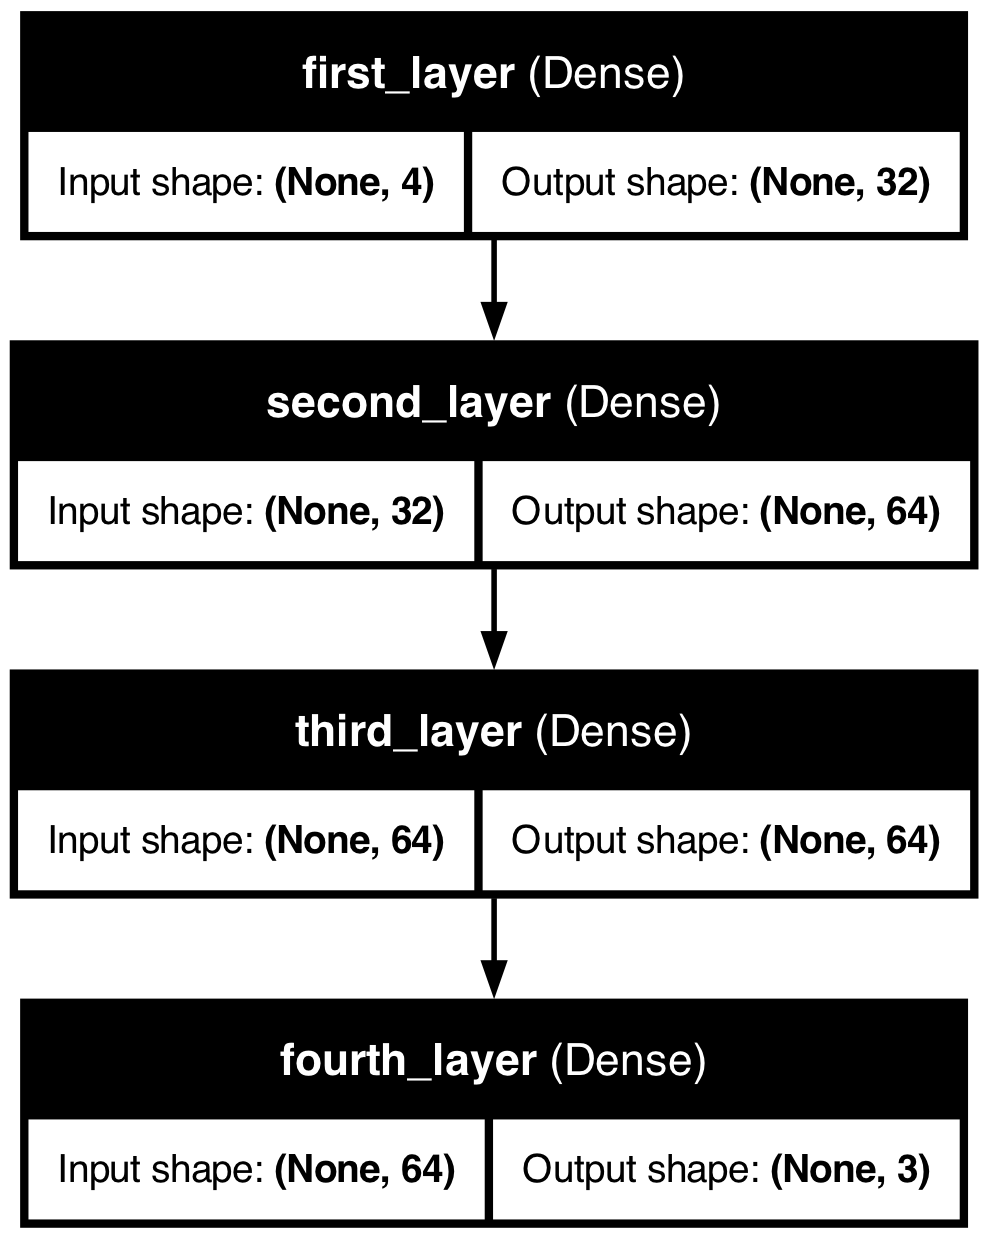 first_layer (Dense)
Input shape: (None, 4) Output shape: (None, 32)
second_layer (Dense)
Input shape: (None, 32) Output shape: (None, 64)
third_layer (Dense)
Input shape: (None, 64) Output shape: (None, 64)
fourth_layer (Dense)
Input shape: (None, 64) Output shape: (None, 3)